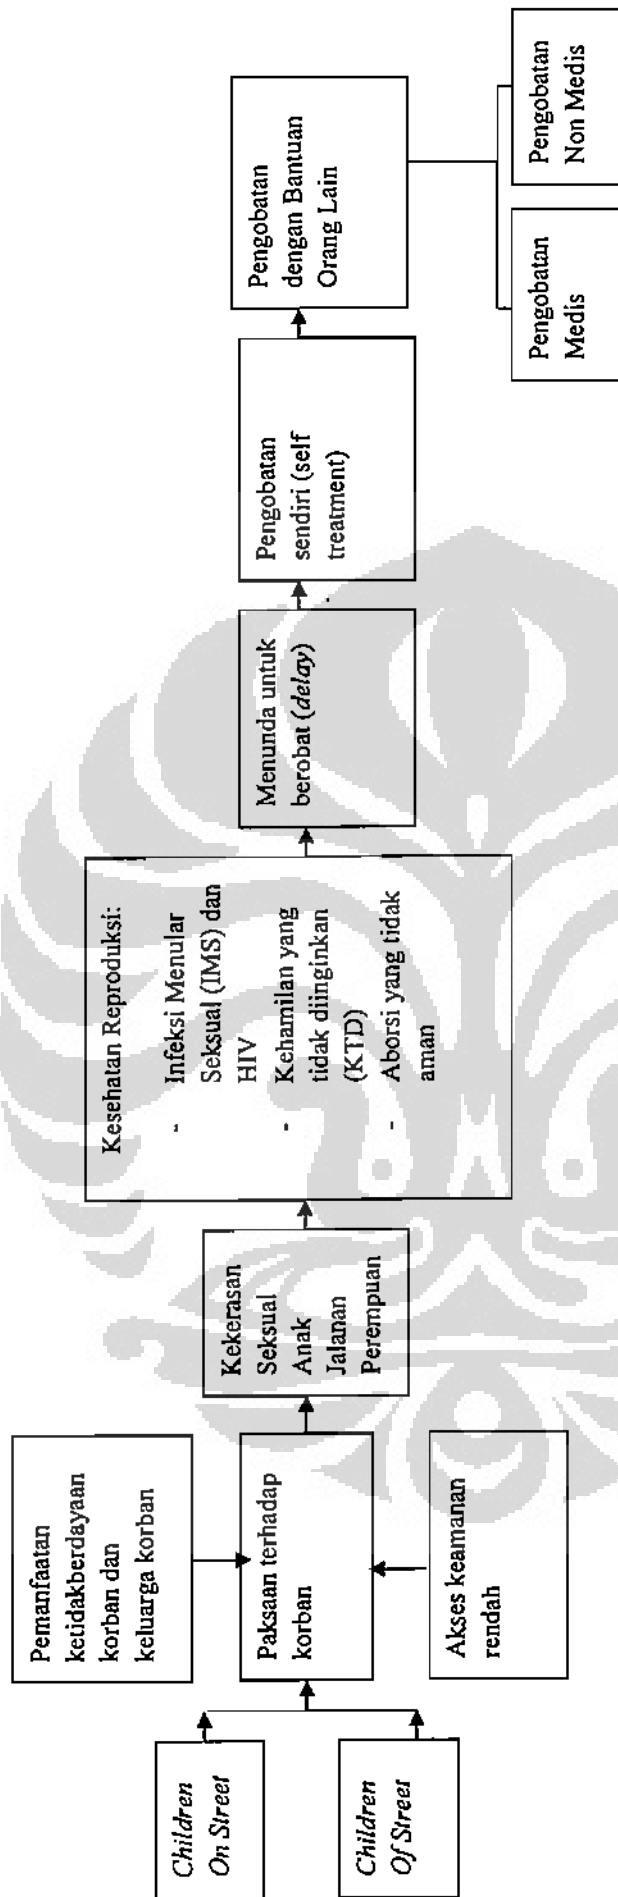 Children
On Street
Children
Of Street
Pemanfaatan
ketidakberdayaan
korban dan
keluarga korban
Paksaan terhadap
korban
Akses keamanan
rendah
Kekerasan
Seksual
Anak
Jalanan
Perempuan
Kesehatan Reproduksi:
- Infeksi Menular
Seksual (IMS) dan
HIV
- Kehamilan yang
tidak diinginkan
(KTD)
- Aborsi yang tidak
aman
Menunda untuk
berobat (delay)
Pengobatan
sendiri (self
treatment)
Pengobatan
dengan Bantuan
Orang Lain
Pengobatan
Medis
Pengobatan
Non Medis